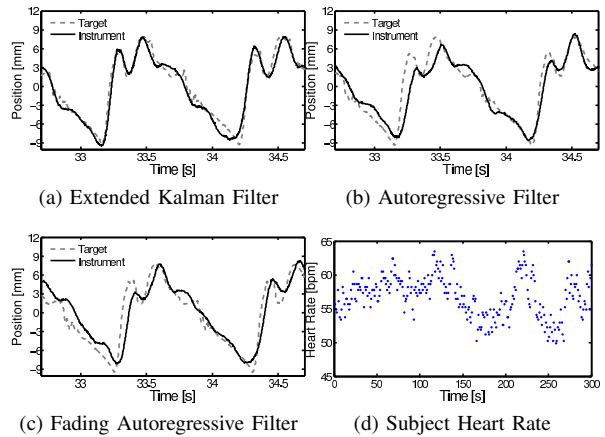 12
9
6
3
0
−3
−6
−9
Position [mm]
Target
Instrument
33
33.5
34
34.5
Time [s]
(a) Extended Kalman Filter
12
9
6
3
0
−3
−6
−9
Position [mm]
Target
Instrument
33
33.5
34
34.5
Time [s]
(b) Autoregressive Filter
12
9
6
3
0
−3
−6
−9
Position [mm]
Target
Instrument
33
33.5
34
34.5
Time [s]
(c) Fading Autoregressive Filter
65
60
55
50
45
Heart Rate [bpm]
0
50
100
150
200
250
300
Time [s]
(d) Subject Heart Rate